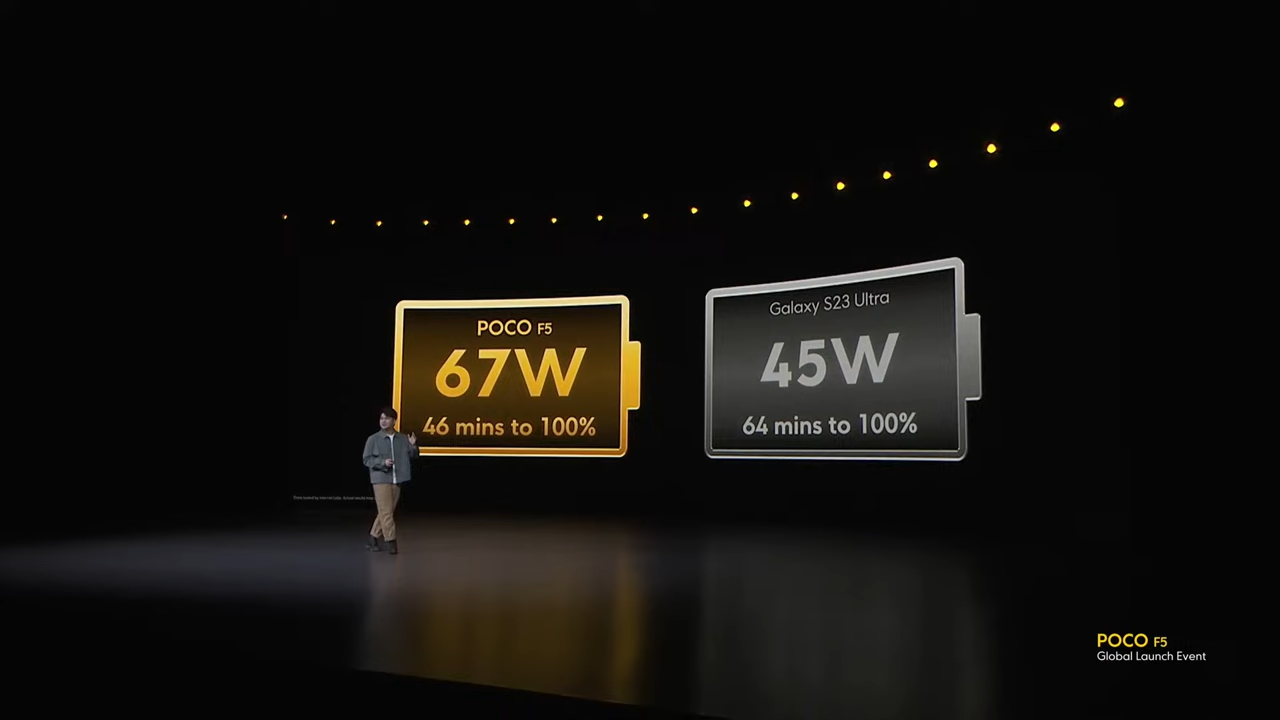 POCO F5
67W
46 mins to 100%
Galaxy S23 Ultra
45W
64 mins to 100%
POCO F5
Global Launch Event